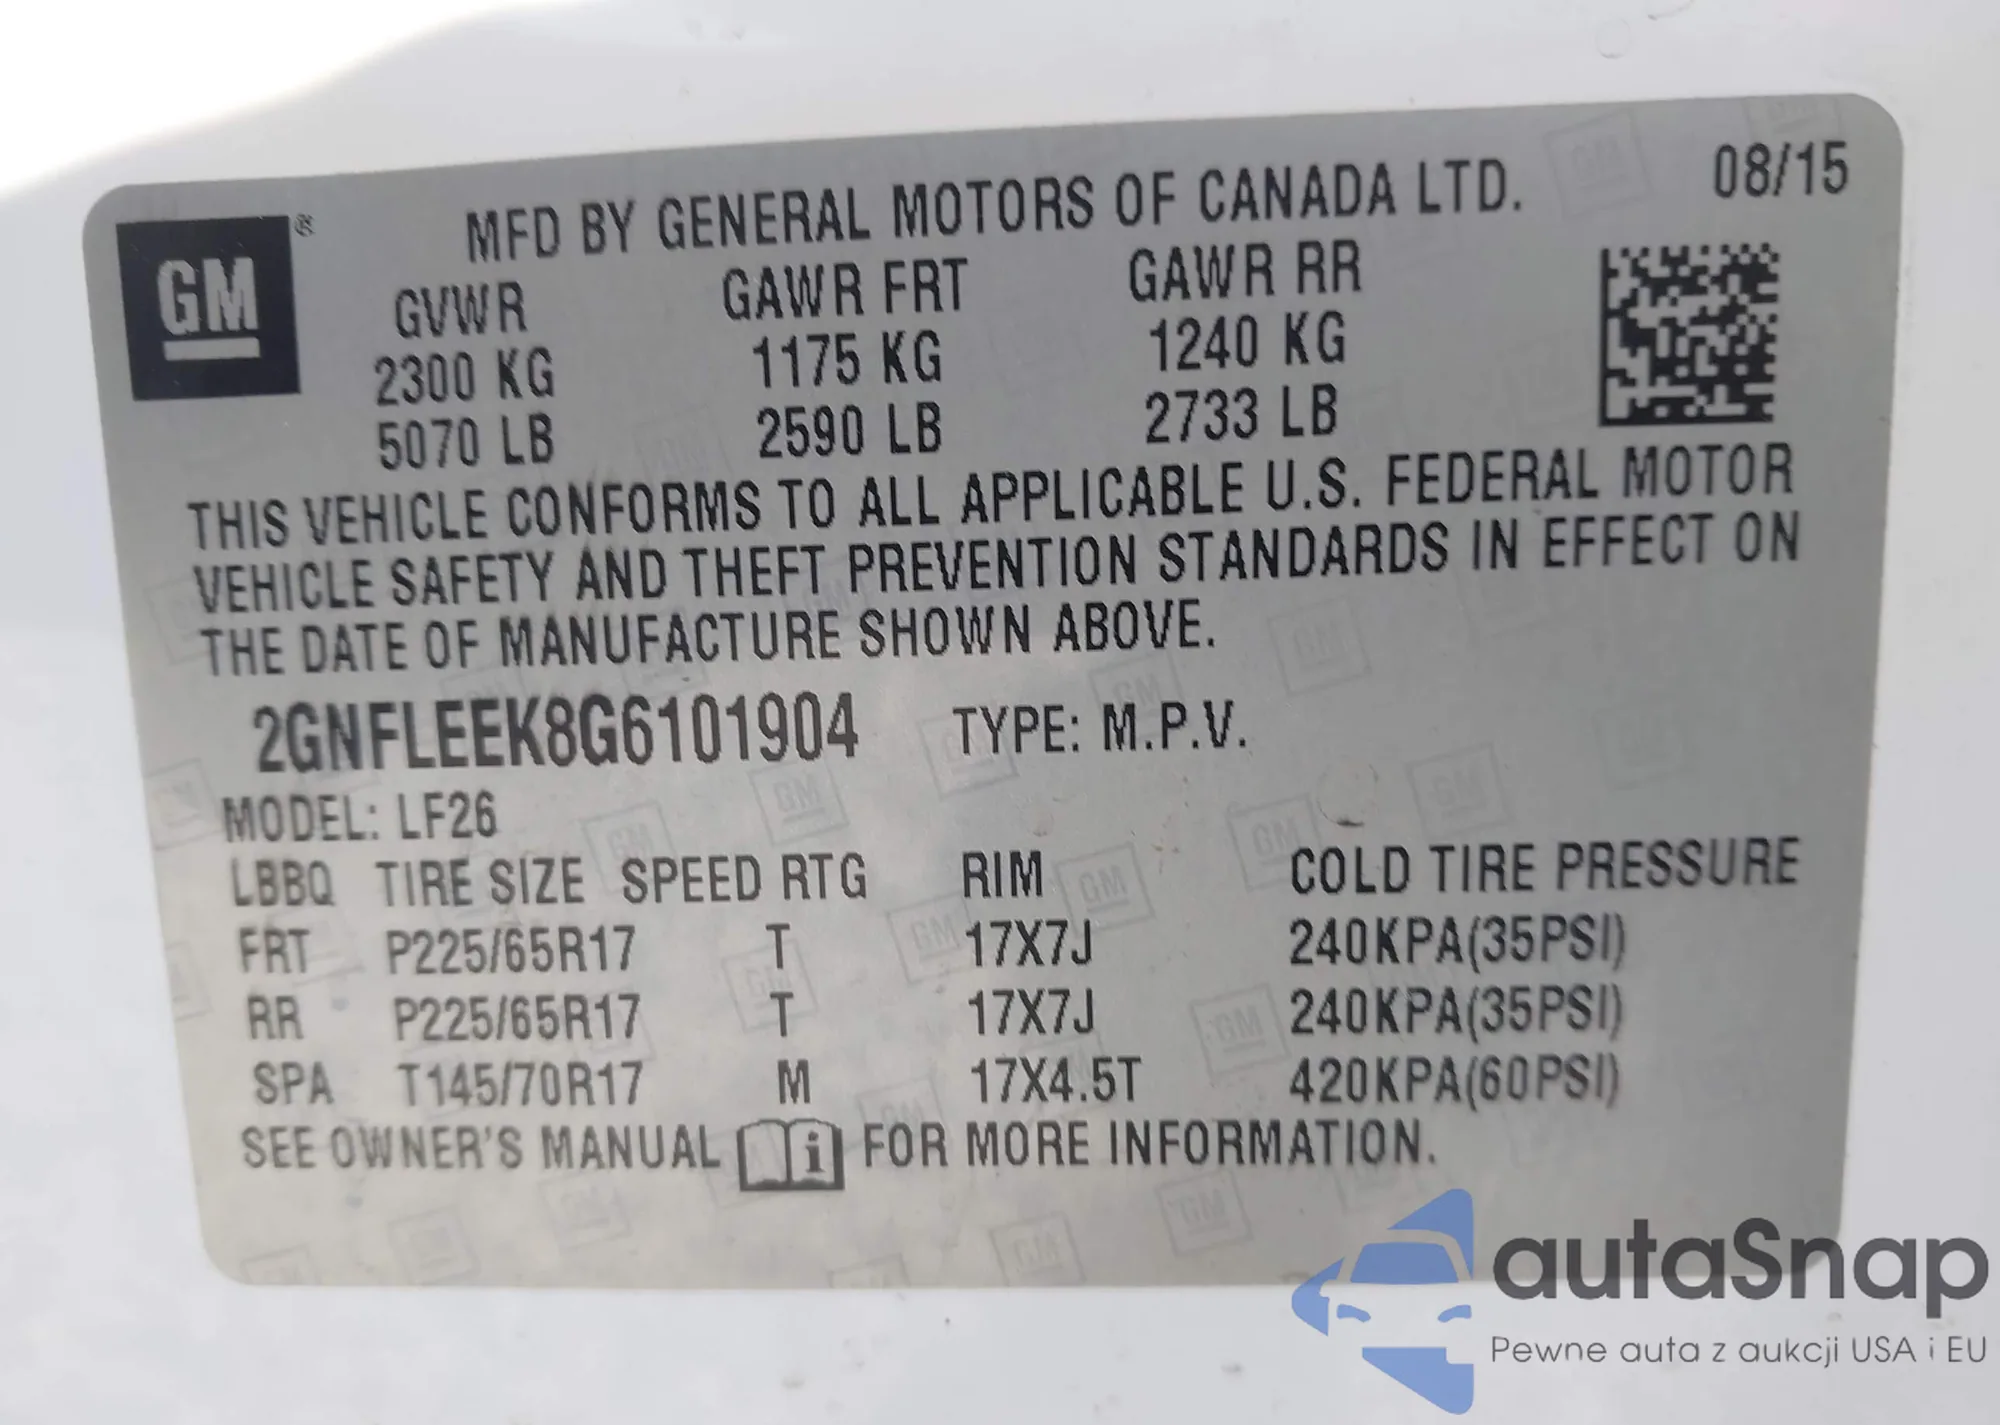 GM ®
MFD BY GENERAL MOTORS OF CANADA LTD. 08/15
GVWR GAWR FRT GAWR RR
2300 KG 1175 KG 1240 KG
5070 LB 2590 LB 2733 LB
THIS VEHICLE CONFORMS TO ALL APPLICABLE U.S. FEDERAL MOTOR
VEHICLE SAFETY AND THEFT PREVENTION STANDARDS IN EFFECT ON
THE DATE OF MANUFACTURE SHOWN ABOVE.
2GNFLEEK8G6101904 TYPE: M.P.V.
MODEL: LF26
LBBQ TIRE SIZE SPEED RTG RIM COLD TIRE PRESSURE
FRT P225/65R17 T 17X7J 240KPA(35PSI)
RR P225/65R17 T 17X7J 240KPA(35PSI)
SPA T145/70R17 M 17X4.5T 420KPA(60PSI)
SEE OWNER'S MANUAL i FOR MORE INFORMATION.
autaSnap
Pewne auta z aukcji USA i EU